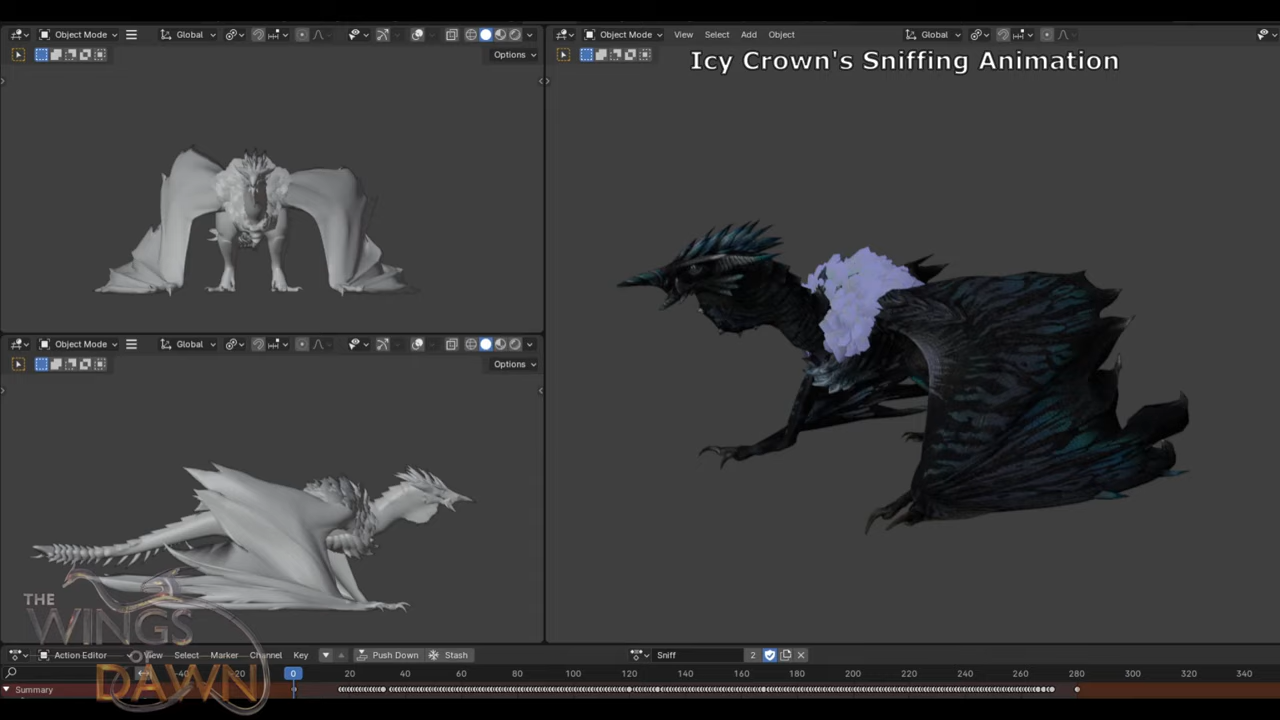 Object Mode
Global
Options
Object Mode
View
Select
Add
Object
Global
Icy Crown's Sniffing Animation
Object Mode
Global
Options
THE
WINGS
DAWN
Action Editor
View
Select
Marker
Channel
Key
Push Down
Stash
Sniff
2
-40 -20 0 20 40 60 80 100 120 140 160 180 200 220 240 260 280 300 320 340
Summary